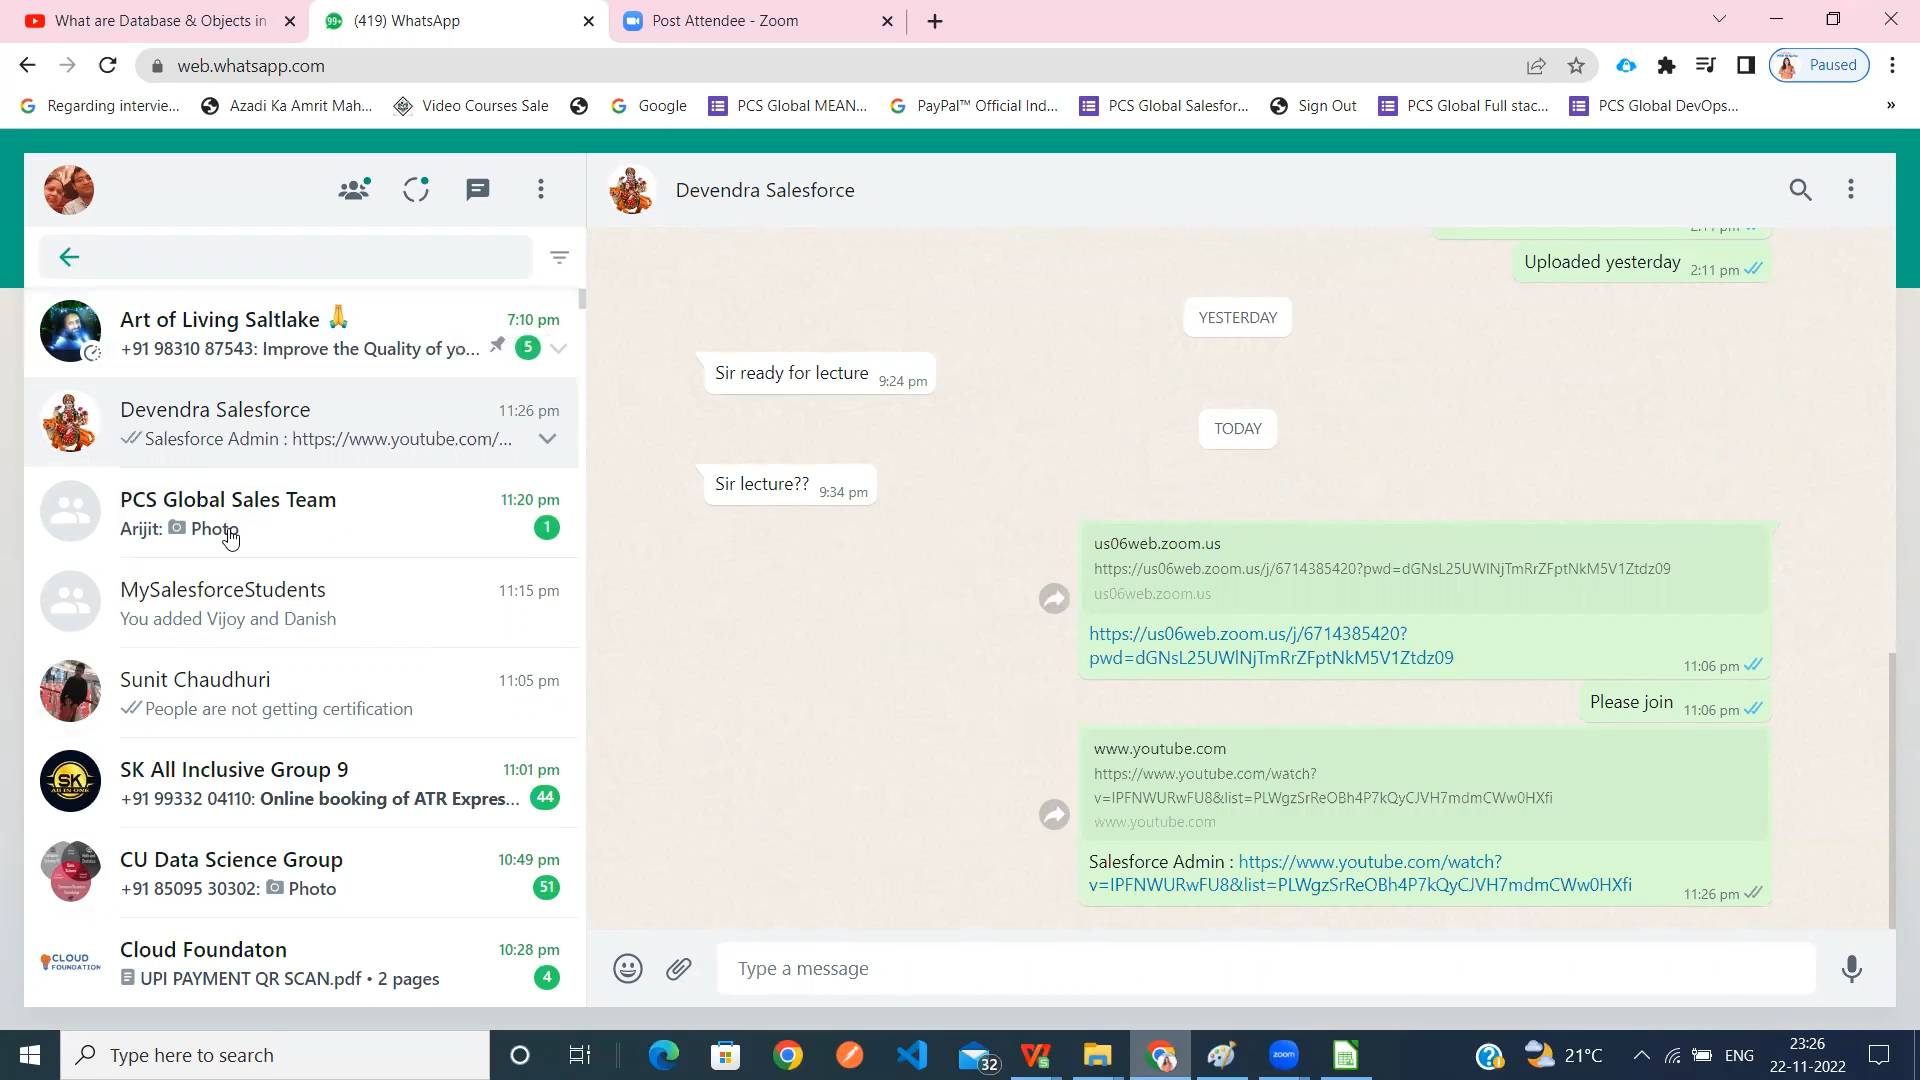 What are Database & Objects in
99+
(419) WhatsApp
Post Attendee - Zoom
web.whatsapp.com
Paused
Regarding intervie...
Azadi Ka Amrit Mah...
Video Courses Sale
Google
PCS Global MEAN...
PayPal™ Official Ind...
PCS Global Salesfor...
Sign Out
PCS Global Full stac...
PCS Global DevOps...
»
Devendra Salesforce
Art of Living Saltlake 🙏
7:10 pm
+91 98310 87543: Improve the Quality of yo...
5
Devendra Salesforce
11:26 pm
Salesforce Admin : https://www.youtube.com/...
PCS Global Sales Team
11:20 pm
Arijit: Photo
1
MySalesforceStudents
11:15 pm
You added Vijoy and Danish
Sunit Chaudhuri
11:05 pm
People are not getting certification
SK
SK All Inclusive Group 9
11:01 pm
+91 99332 04110: Online booking of ATR Expres...
44
CU Data Science Group
10:49 pm
+91 85095 30302: Photo
51
CLOUD
FOUNDATION
Cloud Foundaton
10:28 pm
UPI PAYMENT QR SCAN.pdf • 2 pages
4
2:11 pm
Uploaded yesterday 2:11 pm
YESTERDAY
Sir ready for lecture 9:24 pm
TODAY
Sir lecture?? 9:34 pm
us06web.zoom.us
https://us06web.zoom.us/j/6714385420?pwd=dGNsL25UWlNjTmRrZFptNkM5V1Ztdz09
us06web.zoom.us
https://us06web.zoom.us/j/6714385420?
pwd=dGNsL25UWlNjTmRrZFptNkM5V1Ztdz09
11:06 pm
Please join 11:06 pm
www.youtube.com
https://www.youtube.com/watch?
v=IPFNWURwFU8&list=PLWgzSrReOBh4P7kQyCJVH7mdmCWw0HXfi
www.youtube.com
Salesforce Admin : https://www.youtube.com/watch?
v=IPFNWURwFU8&list=PLWgzSrReOBh4P7kQyCJVH7mdmCWw0HXfi
11:26 pm
Type a message
Type here to search
32
zoom
21°C
ENG
23:26
22-11-2022